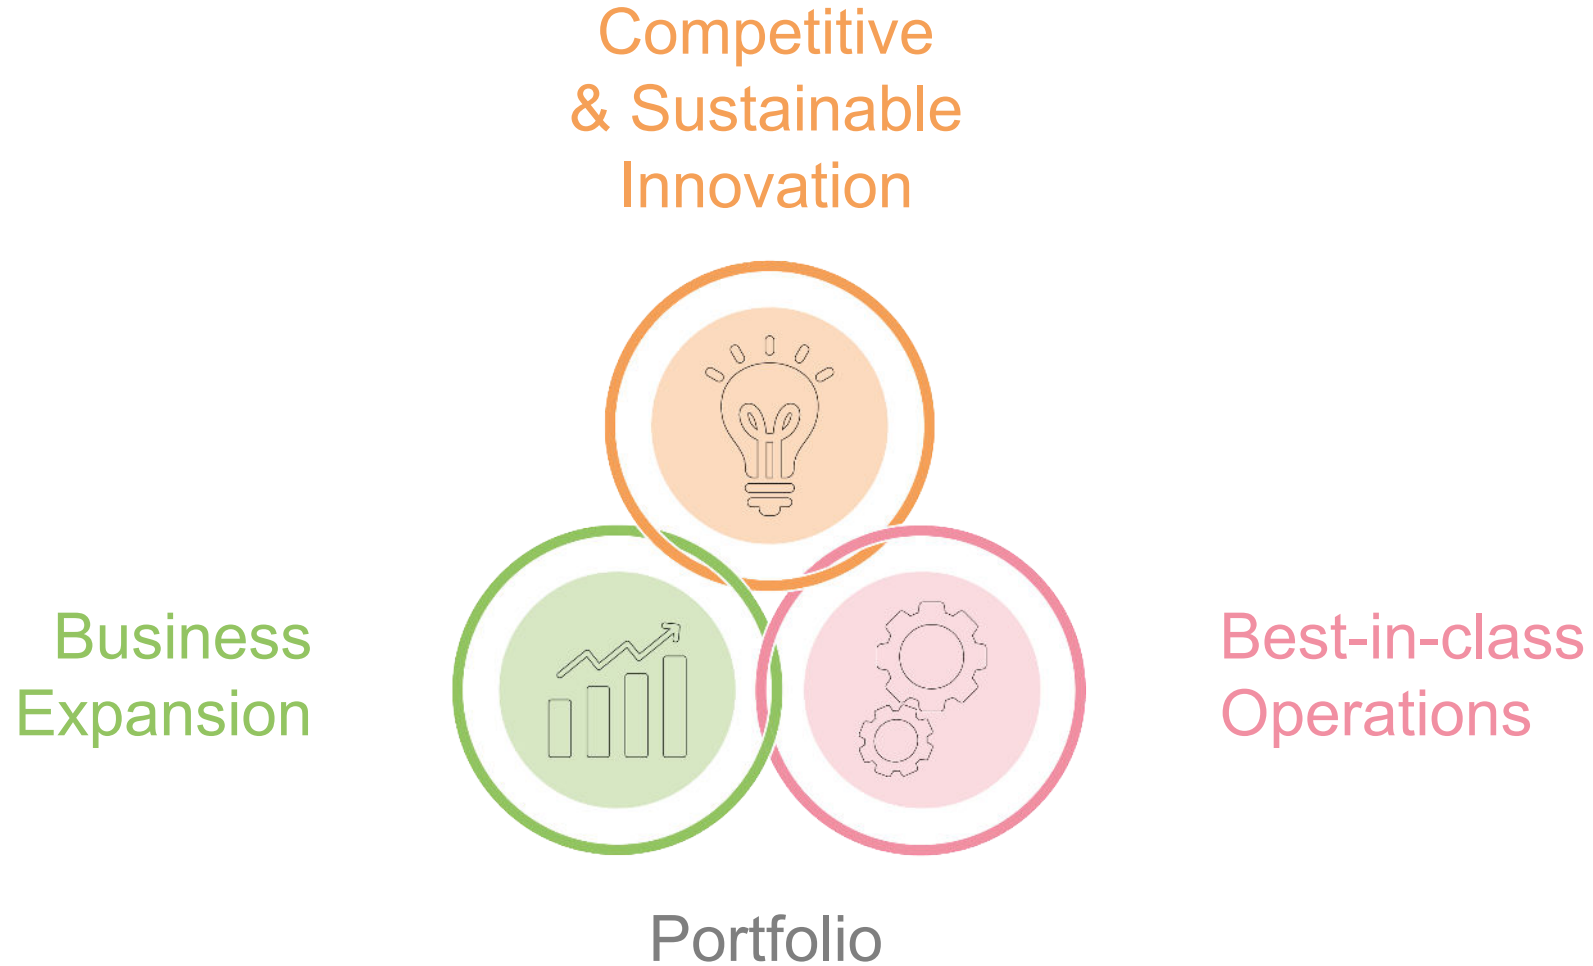 Competitive
& Sustainable
Innovation
Business
Expansion
Best-in-class
Operations
Portfolio